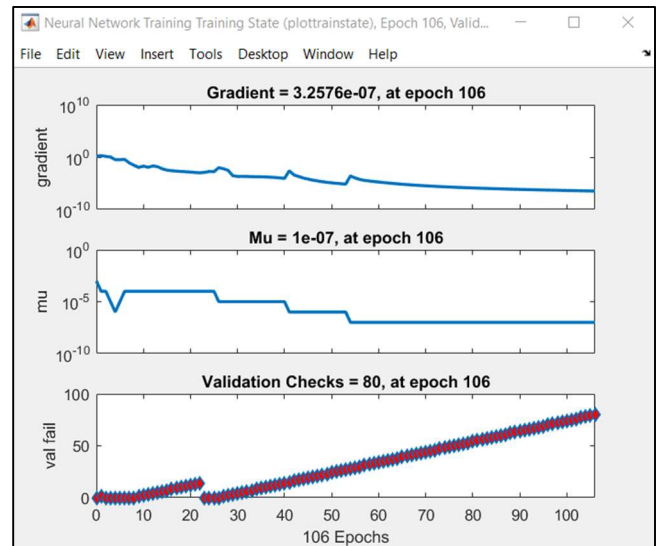 Neural Network Training Training State (plottrainstate), Epoch 106, Valid...
File Edit View Insert Tools Desktop Window Help
Gradient = 3.2576e-07, at epoch 106
10^10
10^0
10^-10
gradient
Mu = 1e-07, at epoch 106
10^0
10^-5
10^-10
mu
Validation Checks = 80, at epoch 106
100
50
0
val fail
0 10 20 30 40 50 60 70 80 90 100
106 Epochs